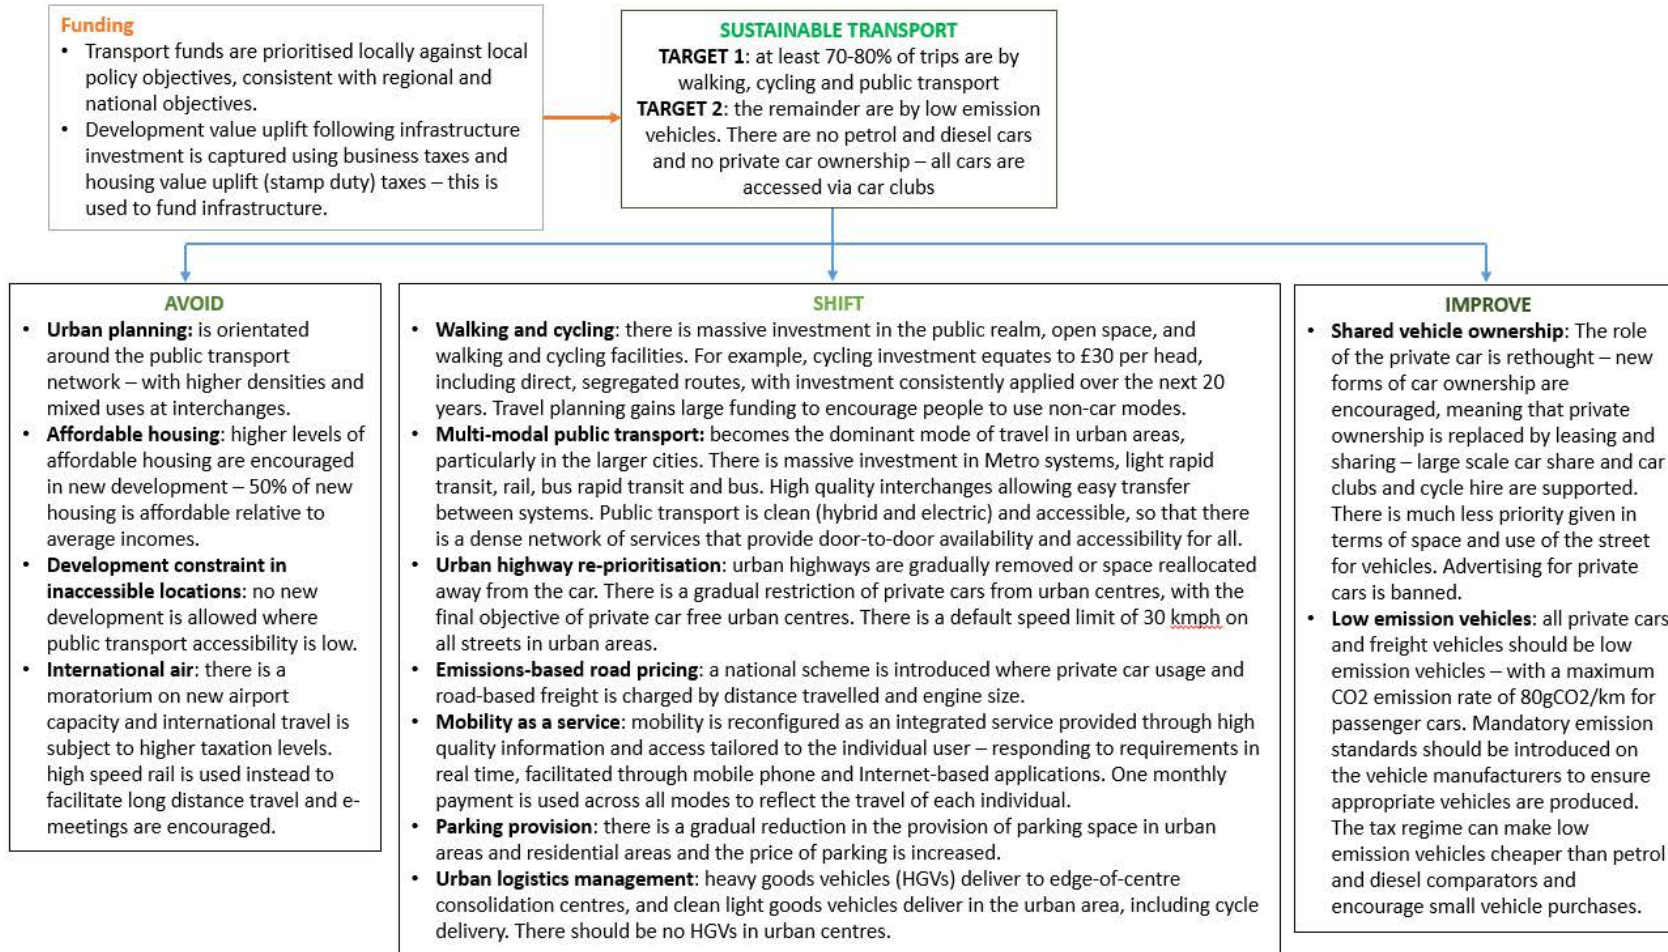 Funding
• Transport funds are prioritised locally against local
policy objectives, consistent with regional and
national objectives.
• Development value uplift following infrastructure
investment is captured using business taxes and
housing value uplift (stamp duty) taxes – this is
used to fund infrastructure.
SUSTAINABLE TRANSPORT
TARGET 1: at least 70-80% of trips are by
walking, cycling and public transport
TARGET 2: the remainder are by low emission
vehicles. There are no petrol and diesel cars
and no private car ownership – all cars are
accessed via car clubs
AVOID
• Urban planning: is orientated
around the public transport
network – with higher densities and
mixed uses at interchanges.
• Affordable housing: higher levels of
affordable housing are encouraged
in new development – 50% of new
housing is affordable relative to
average incomes.
• Development constraint in
inaccessible locations: no new
development is allowed where
public transport accessibility is low.
• International air: there is a
moratorium on new airport
capacity and international travel is
subject to higher taxation levels.
high speed rail is used instead to
facilitate long distance travel and e-
meetings are encouraged.
SHIFT
• Walking and cycling: there is massive investment in the public realm, open space, and
walking and cycling facilities. For example, cycling investment equates to £30 per head,
including direct, segregated routes, with investment consistently applied over the next 20
years. Travel planning gains large funding to encourage people to use non-car modes.
• Multi-modal public transport: becomes the dominant mode of travel in urban areas,
particularly in the larger cities. There is massive investment in Metro systems, light rapid
transit, rail, bus rapid transit and bus. High quality interchanges allowing easy transfer
between systems. Public transport is clean (hybrid and electric) and accessible, so that there
is a dense network of services that provide door-to-door availability and accessibility for all.
• Urban highway re-prioritisation: urban highways are gradually removed or space reallocated
away from the car. There is a gradual restriction of private cars from urban centres, with the
final objective of private car free urban centres. There is a default speed limit of 30 kmph on
all streets in urban areas.
• Emissions-based road pricing: a national scheme is introduced where private car usage and
road-based freight is charged by distance travelled and engine size.
• Mobility as a service: mobility is reconfigured as an integrated service provided through high
quality information and access tailored to the individual user – responding to requirements in
real time, facilitated through mobile phone and Internet-based applications. One monthly
payment is used across all modes to reflect the travel of each individual.
• Parking provision: there is a gradual reduction in the provision of parking space in urban
areas and residential areas and the price of parking is increased.
• Urban logistics management: heavy goods vehicles (HGVs) deliver to edge-of-centre
consolidation centres, and clean light goods vehicles deliver in the urban area, including cycle
delivery. There should be no HGVs in urban centres.
IMPROVE
• Shared vehicle ownership: The role
of the private car is rethought – new
forms of car ownership are
encouraged, meaning that private
ownership is replaced by leasing and
sharing – large scale car share and car
clubs and cycle hire are supported.
There is much less priority given in
terms of space and use of the street
for vehicles. Advertising for private
cars is banned.
• Low emission vehicles: all private cars
and freight vehicles should be low
emission vehicles – with a maximum
CO2 emission rate of 80gCO2/km for
passenger cars. Mandatory emission
standards should be introduced on
the vehicle manufacturers to ensure
appropriate vehicles are produced.
The tax regime can make low
emission vehicles cheaper than petrol
and diesel comparators and
encourage small vehicle purchases.